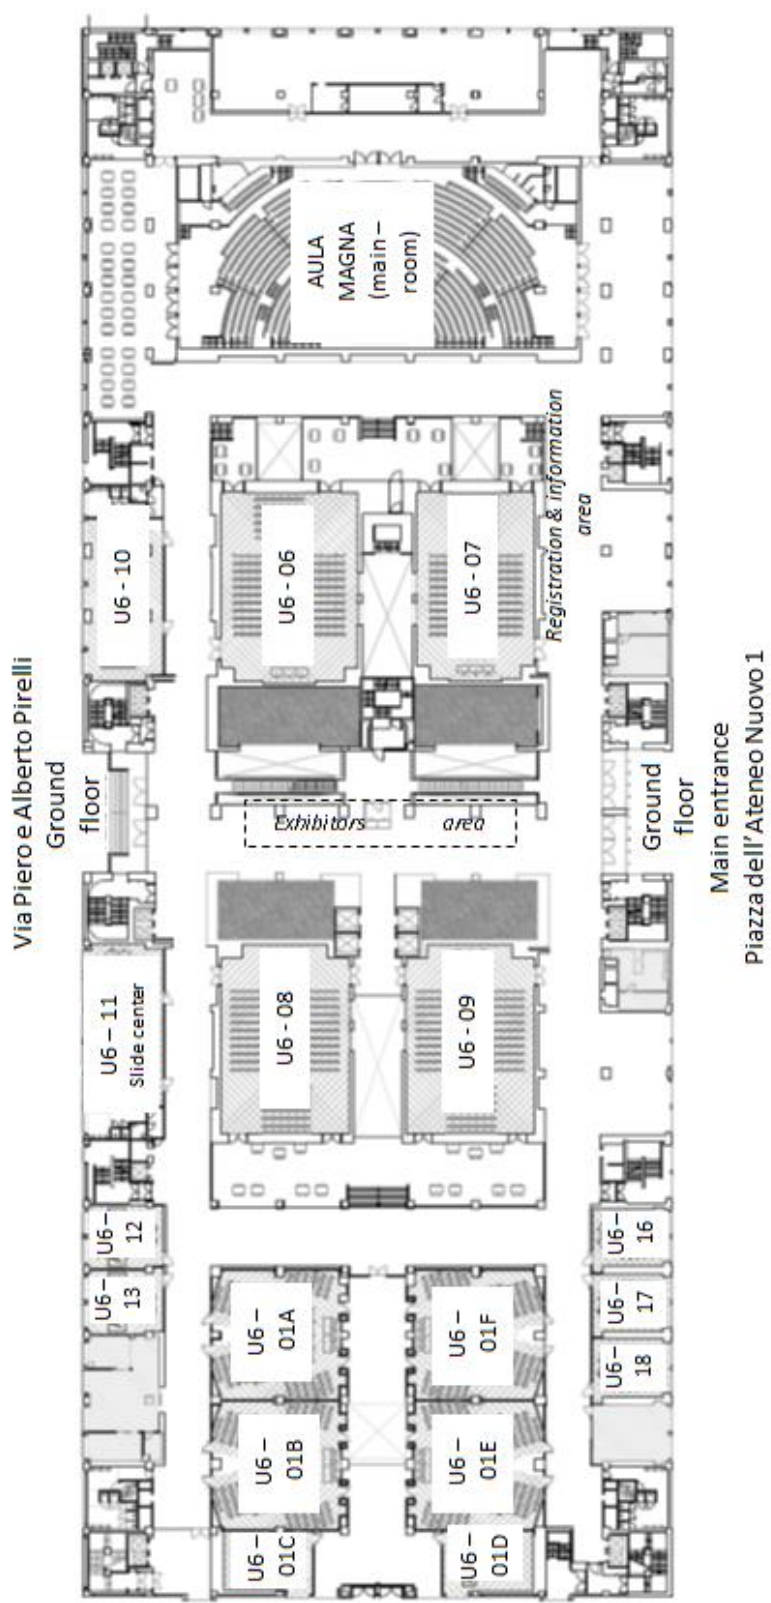 Via Piero e Alberto Pirelli
Ground
floor
U6 – 13
U6 – 12
U6 – 11
Slide center
U6 - 10
U6 – 01C
U6 – 01B
U6 – 01A
U6 - 08
Exhibitors area
U6 - 06
AULA
MAGNA
(main –
room)
U6 – 01D
U6 – 01E
U6 – 01F
U6 - 09
U6 - 07
Registration & information
area
U6 – 18
U6 – 17
U6 – 16
Ground
floor
Main entrance
Piazza dell'Ateneo Nuovo 1